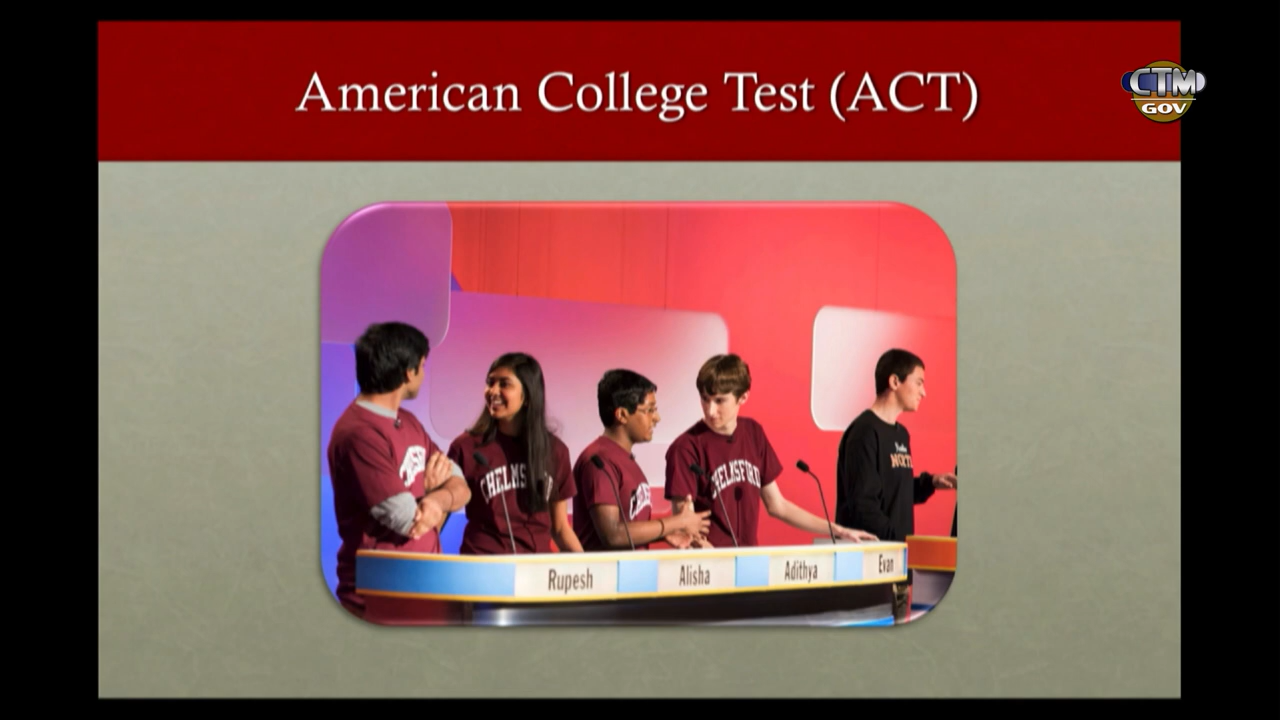 American College Test (ACT)
CTM
GOV
CHELMSFORD
Rupesh
Alisha
Adithya
Evan